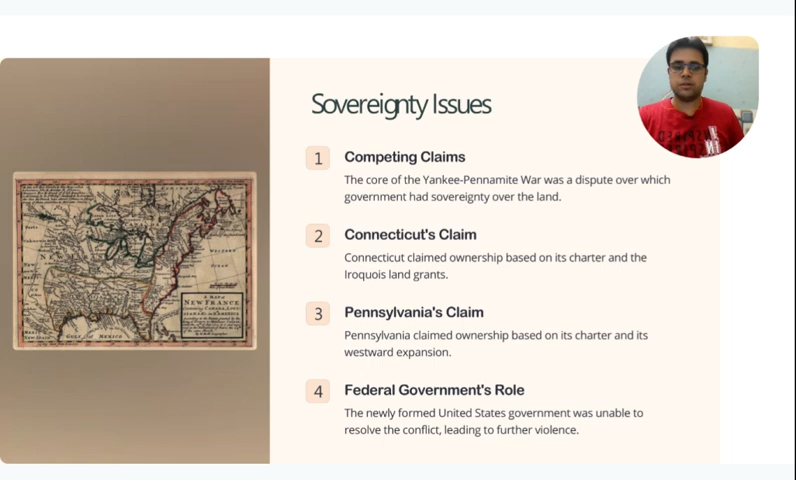 Sovereignty Issues
1
Competing Claims
The core of the Yankee-Pennamite War was a dispute over which
government had sovereignty over the land.
2
Connecticut's Claim
Connecticut claimed ownership based on its charter and the
Iroquois land grants.
3
Pennsylvania's Claim
Pennsylvania claimed ownership based on its charter and its
westward expansion.
4
Federal Government's Role
The newly formed United States government was unable to
resolve the conflict, leading to further violence.
A MAP of
NEW FRANCE
GULF of MEXICO